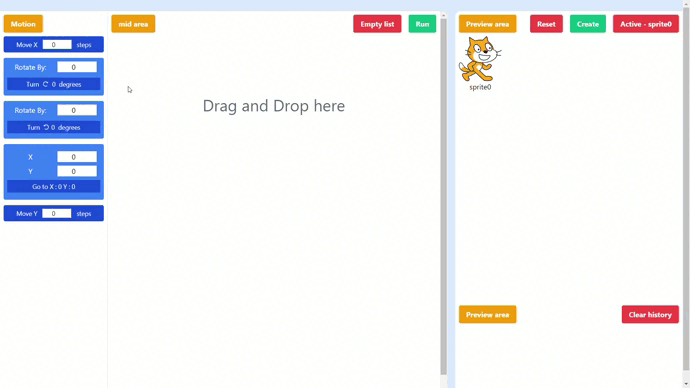 Motion
Move X 0 steps
Rotate By: 0
Turn 0 degrees
Rotate By: 0
Turn 0 degrees
X 0
Y 0
Go to X : 0 Y : 0
Move Y 0 steps
mid area
Empty list
Run
Drag and Drop here
Preview area
Reset
Create
Active - sprite0
sprite0
Preview area
Clear history